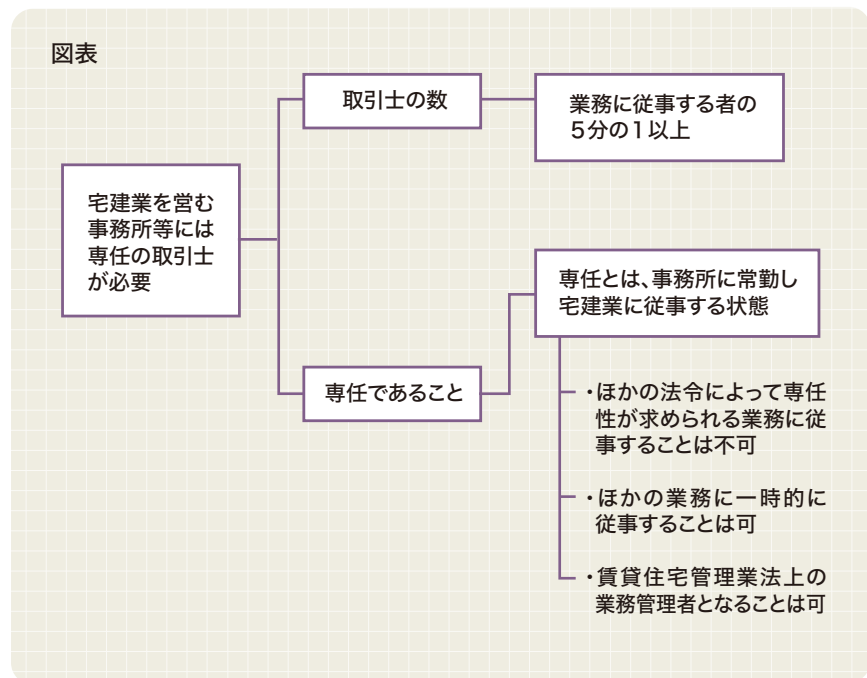 図表
宅建業を営む
事務所等には
専任の取引士
が必要
取引士の数
業務に従事する者の
5分の1以上
専任であること
専任とは、事務所に常勤し
宅建業に従事する状態
・ほかの法令によって専任
性が求められる業務に従
事することは不可
・ほかの業務に一時的に
従事することは可
・賃貸住宅管理業法上の
業務管理者となることは可